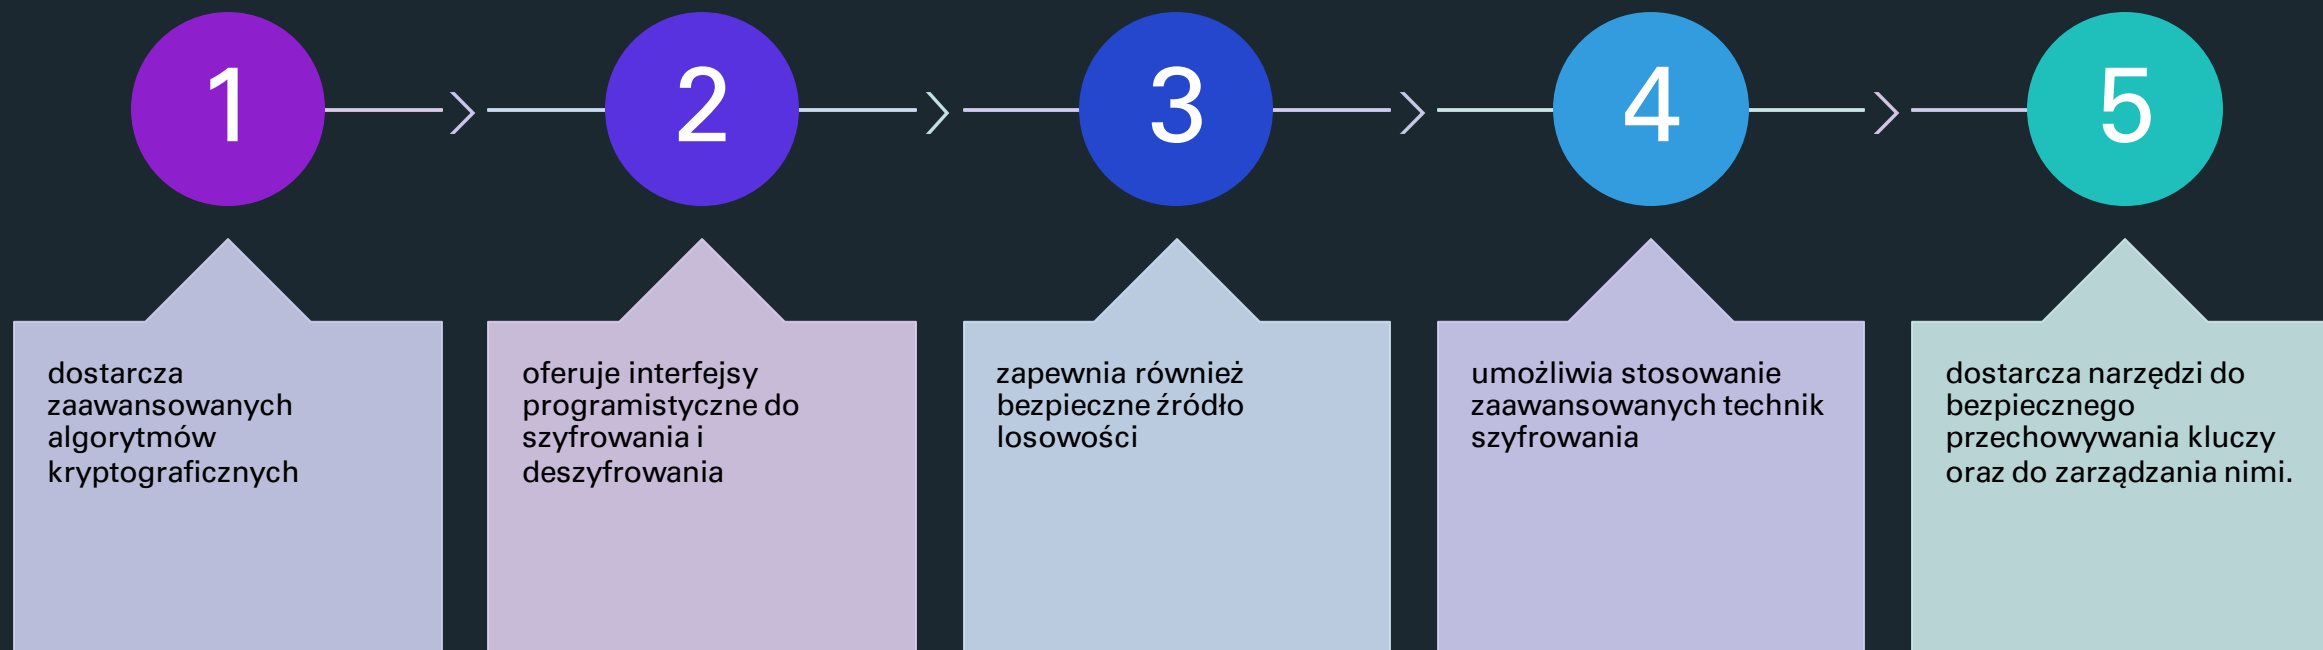 1
2
3
4
5
dostarcza
zaawansowanych
algorytmów
kryptograficznych
oferuje interfejsy
programistyczne do
szyfrowania i
deszyfrowania
zapewnia również
bezpieczne źródło
losowości
umożliwia stosowanie
zaawansowanych technik
szyfrowania
dostarcza narzędzi do
bezpiecznego
przechowywania kluczy
oraz do zarządzania nimi.